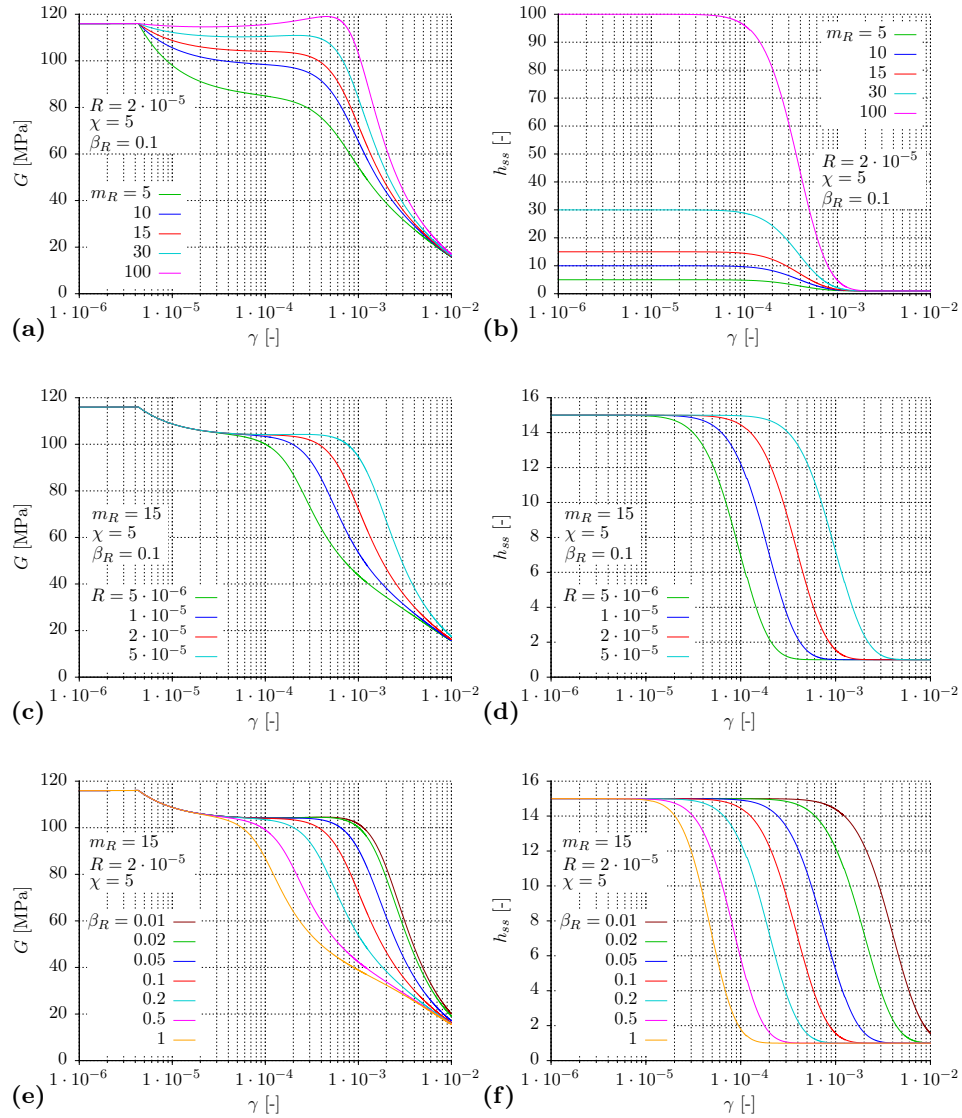 120
100
80
60
40
20
0
G [MPa]
R = 2 · 10⁻⁵
χ = 5
β_R = 0.1
m_R = 5
10
15
30
100
1 · 10⁻⁶ 1 · 10⁻⁵ 1 · 10⁻⁴ 1 · 10⁻³ 1 · 10⁻²
(a) γ [-]
100
90
80
70
60
50
40
30
20
10
0
h_ss [-]
m_R = 5
10
15
30
100
R = 2 · 10⁻⁵
χ = 5
β_R = 0.1
1 · 10⁻⁶ 1 · 10⁻⁵ 1 · 10⁻⁴ 1 · 10⁻³ 1 · 10⁻²
(b) γ [-]
120
100
80
60
40
20
0
G [MPa]
m_R = 15
χ = 5
β_R = 0.1
R = 5 · 10⁻⁶
1 · 10⁻⁵
2 · 10⁻⁵
5 · 10⁻⁵
1 · 10⁻⁶ 1 · 10⁻⁵ 1 · 10⁻⁴ 1 · 10⁻³ 1 · 10⁻²
(c) γ [-]
16
14
12
10
8
6
4
2
0
h_ss [-]
m_R = 15
χ = 5
β_R = 0.1
R = 5 · 10⁻⁶
1 · 10⁻⁵
2 · 10⁻⁵
5 · 10⁻⁵
1 · 10⁻⁶ 1 · 10⁻⁵ 1 · 10⁻⁴ 1 · 10⁻³ 1 · 10⁻²
(d) γ [-]
120
100
80
60
40
20
0
G [MPa]
m_R = 15
R = 2 · 10⁻⁵
χ = 5
β_R = 0.01
0.02
0.05
0.1
0.2
0.5
1
1 · 10⁻⁶ 1 · 10⁻⁵ 1 · 10⁻⁴ 1 · 10⁻³ 1 · 10⁻²
(e) γ [-]
16
14
12
10
8
6
4
2
0
h_ss [-]
m_R = 15
R = 2 · 10⁻⁵
χ = 5
β_R = 0.01
0.02
0.05
0.1
0.2
0.5
1
1 · 10⁻⁶ 1 · 10⁻⁵ 1 · 10⁻⁴ 1 · 10⁻³ 1 · 10⁻²
(f) γ [-]